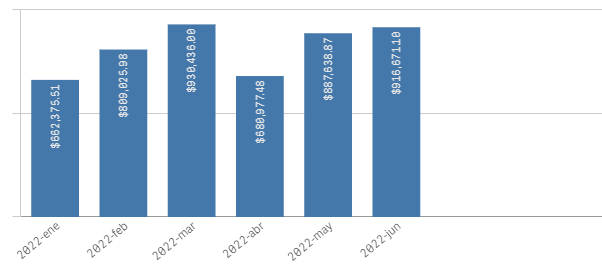 $662,375.51
$809,025.98
$930,436.00
$680,977.48
$887,638.87
$916,671.10
2022-ene
2022-feb
2022-mar
2022-abr
2022-may
2022-jun